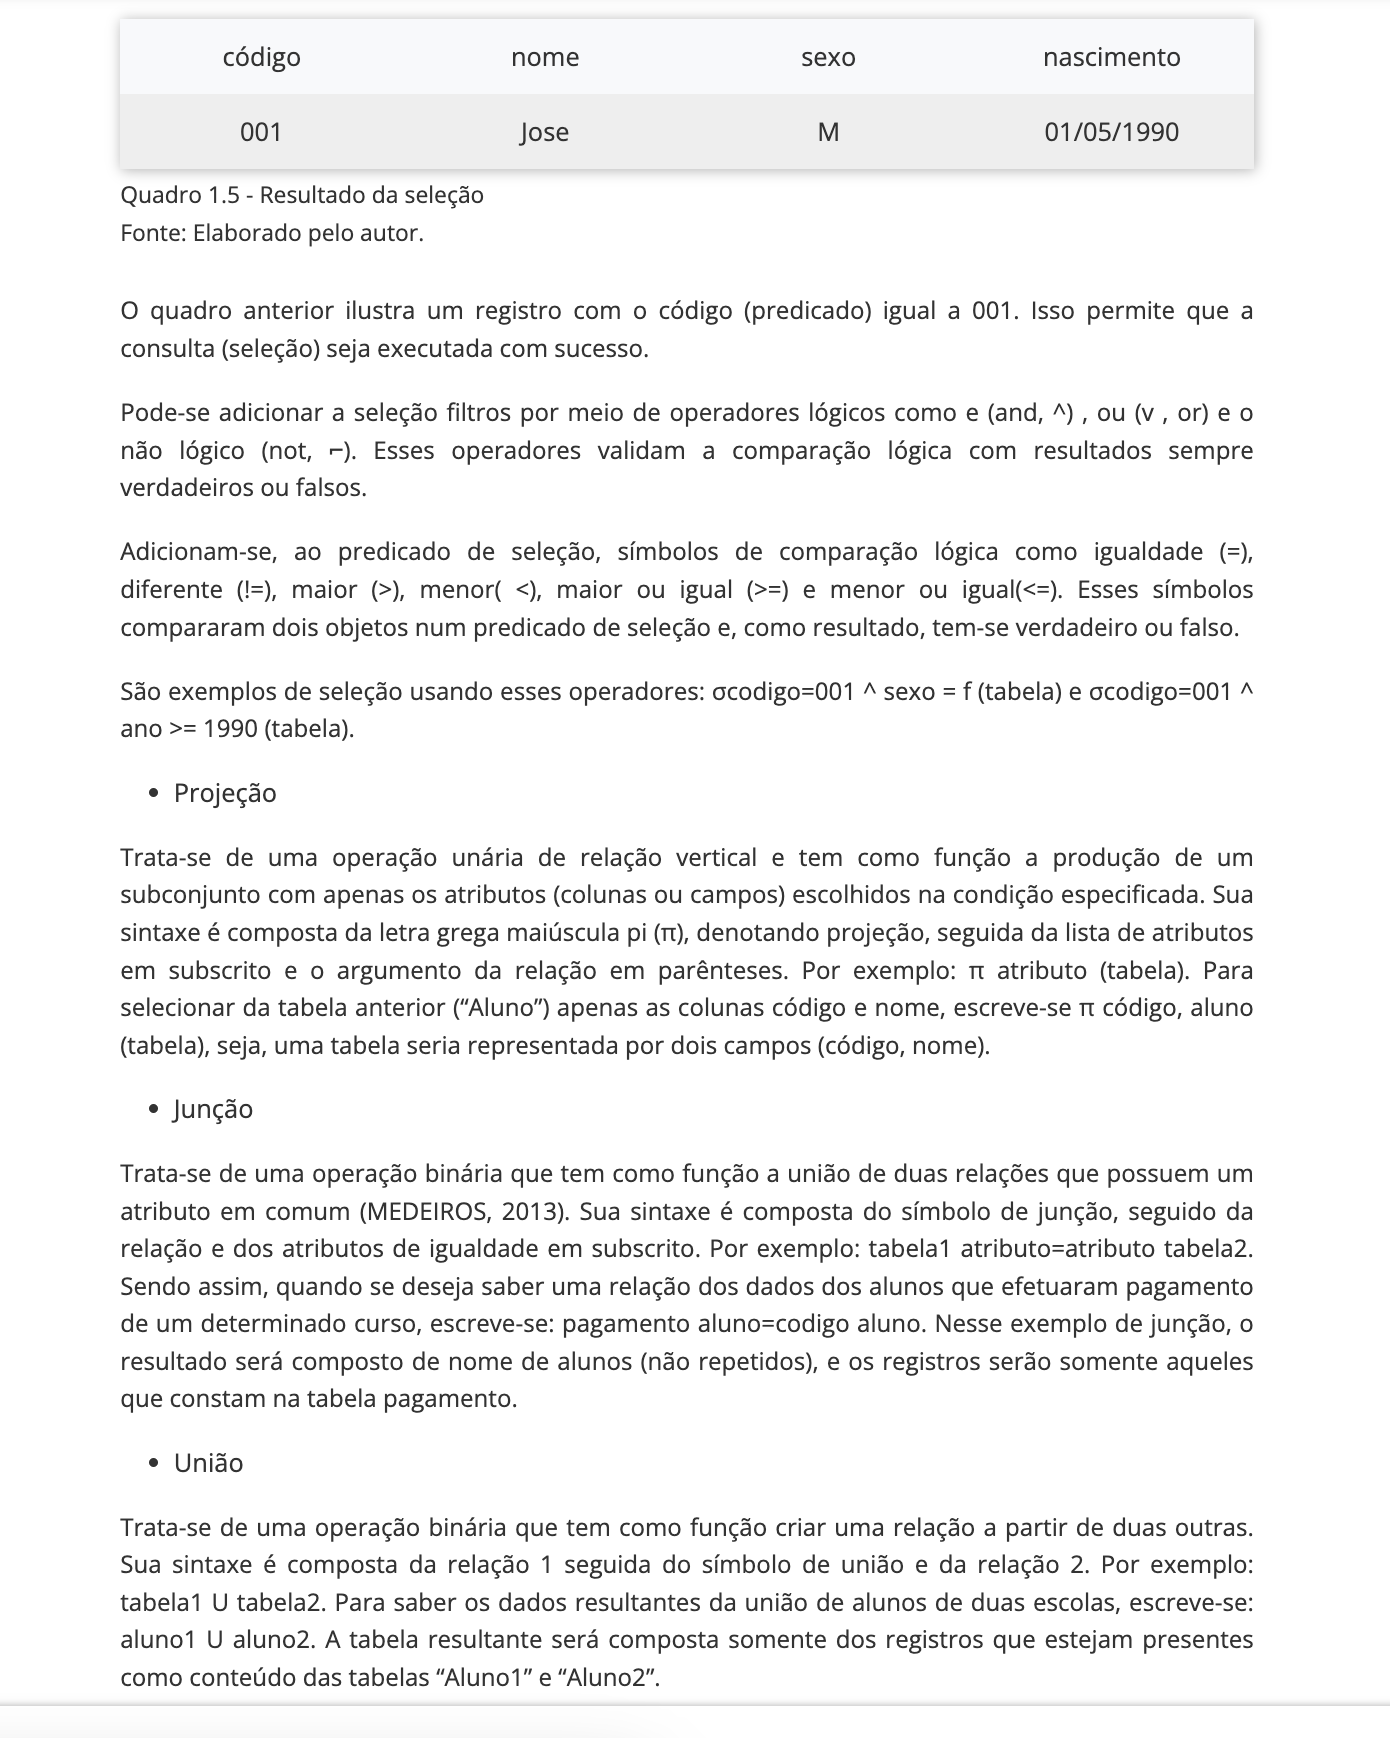 código nome sexo nascimento
001 Jose M 01/05/1990
Quadro 1.5 - Resultado da seleção
Fonte: Elaborado pelo autor.
O quadro anterior ilustra um registro com o código (predicado) igual a 001. Isso permite que a
consulta (seleção) seja executada com sucesso.
Pode-se adicionar a seleção filtros por meio de operadores lógicos como e (and, ^) , ou (v , or) e o
não lógico (not, ⌐). Esses operadores validam a comparação lógica com resultados sempre
verdadeiros ou falsos.
Adicionam-se, ao predicado de seleção, símbolos de comparação lógica como igualdade (=),
diferente (!=), maior (>), menor( <), maior ou igual (>=) e menor ou igual(<=). Esses símbolos
compararam dois objetos num predicado de seleção e, como resultado, tem-se verdadeiro ou falso.
São exemplos de seleção usando esses operadores: σcodigo=001 ^ sexo = f (tabela) e σcodigo=001 ^
ano >= 1990 (tabela).
• Projeção
Trata-se de uma operação unária de relação vertical e tem como função a produção de um
subconjunto com apenas os atributos (colunas ou campos) escolhidos na condição especificada. Sua
sintaxe é composta da letra grega maiúscula pi (π), denotando projeção, seguida da lista de atributos
em subscrito e o argumento da relação em parênteses. Por exemplo: π atributo (tabela). Para
selecionar da tabela anterior (“Aluno”) apenas as colunas código e nome, escreve-se π código, aluno
(tabela), seja, uma tabela seria representada por dois campos (código, nome).
• Junção
Trata-se de uma operação binária que tem como função a união de duas relações que possuem um
atributo em comum (MEDEIROS, 2013). Sua sintaxe é composta do símbolo de junção, seguido da
relação e dos atributos de igualdade em subscrito. Por exemplo: tabela1 atributo=atributo tabela2.
Sendo assim, quando se deseja saber uma relação dos dados dos alunos que efetuaram pagamento
de um determinado curso, escreve-se: pagamento aluno=codigo aluno. Nesse exemplo de junção, o
resultado será composto de nome de alunos (não repetidos), e os registros serão somente aqueles
que constam na tabela pagamento.
• União
Trata-se de uma operação binária que tem como função criar uma relação a partir de duas outras.
Sua sintaxe é composta da relação 1 seguida do símbolo de união e da relação 2. Por exemplo:
tabela1 U tabela2. Para saber os dados resultantes da união de alunos de duas escolas, escreve-se:
aluno1 U aluno2. A tabela resultante será composta somente dos registros que estejam presentes
como conteúdo das tabelas “Aluno1” e “Aluno2”.